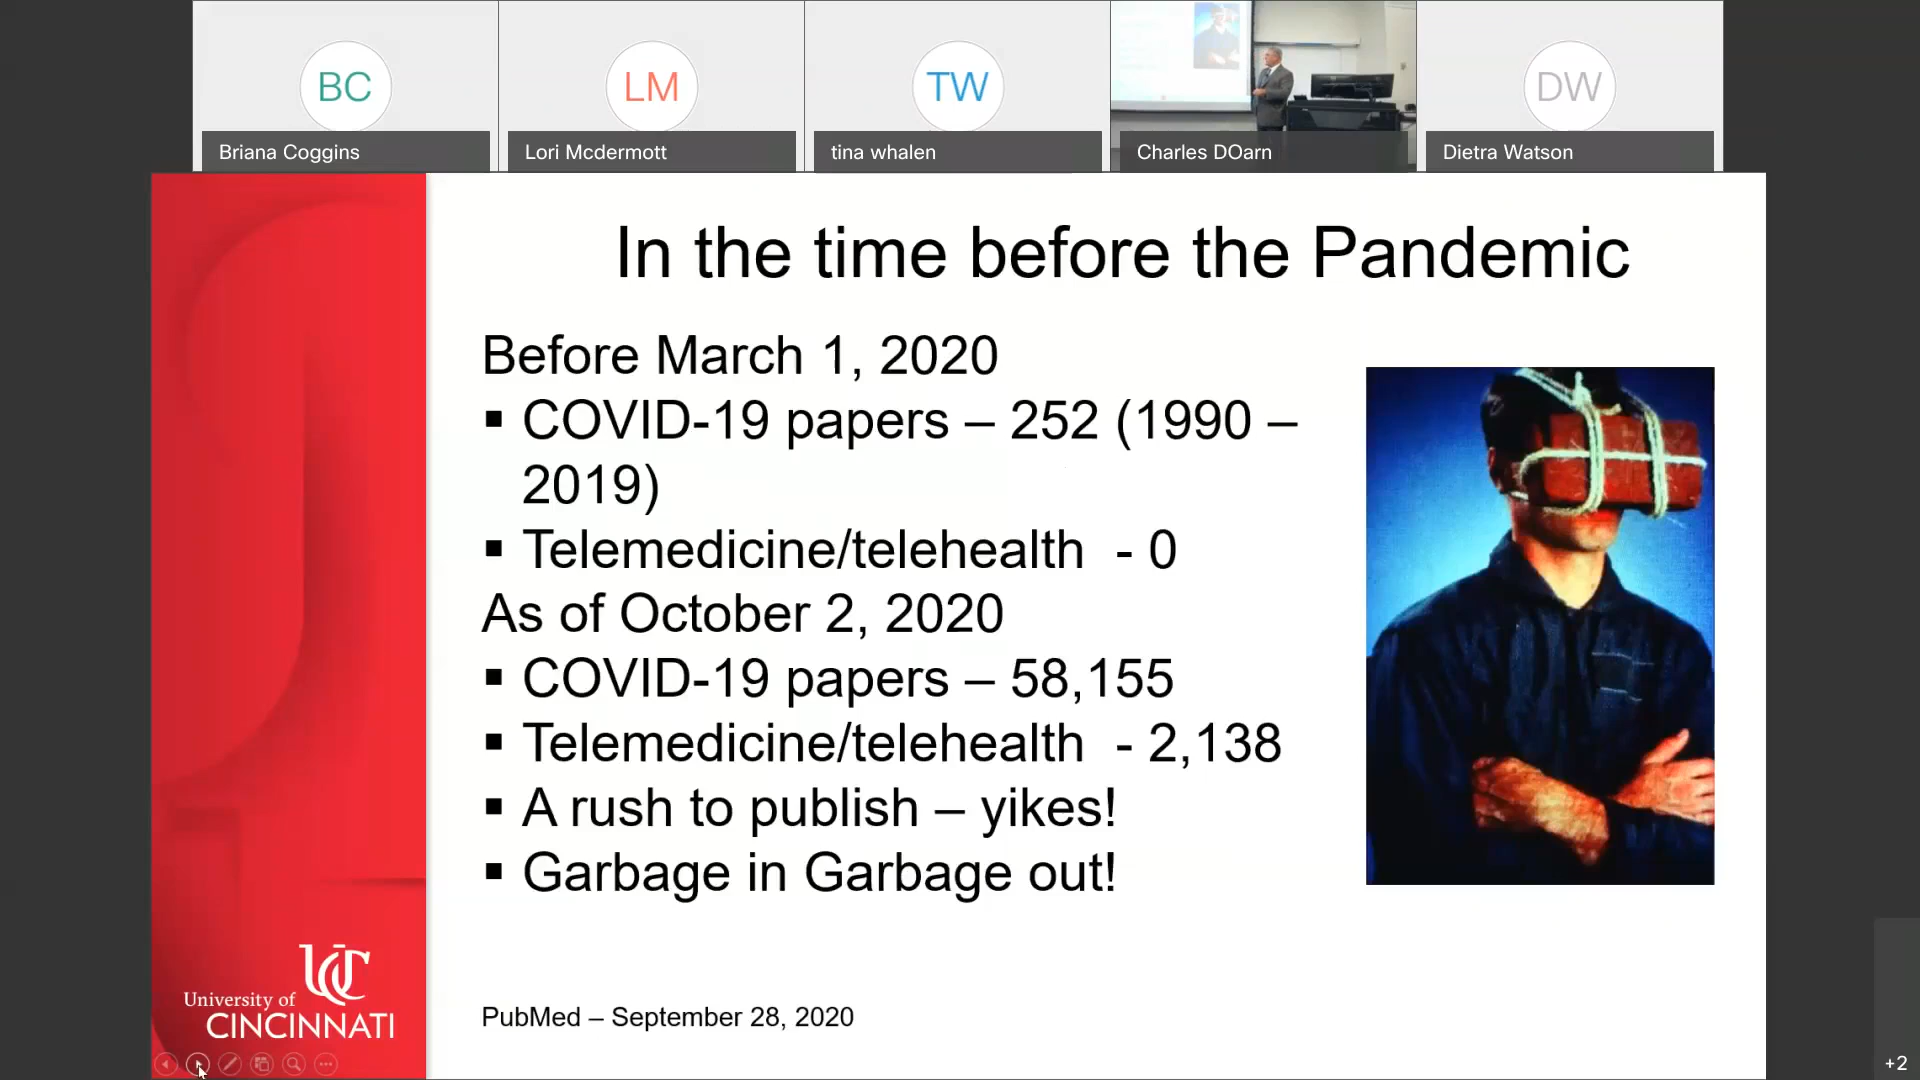 BC
LM
TW
DW
Briana Coggins
Lori Mcdermott
tina whalen
Charles DOarn
Dietra Watson
In the time before the Pandemic
Before March 1, 2020
▪ COVID-19 papers – 252 (1990 –
2019)
▪ Telemedicine/telehealth - 0
As of October 2, 2020
▪ COVID-19 papers – 58,155
▪ Telemedicine/telehealth - 2,138
▪ A rush to publish – yikes!
▪ Garbage in Garbage out!
UC
University of
CINCINNATI
PubMed – September 28, 2020
+2